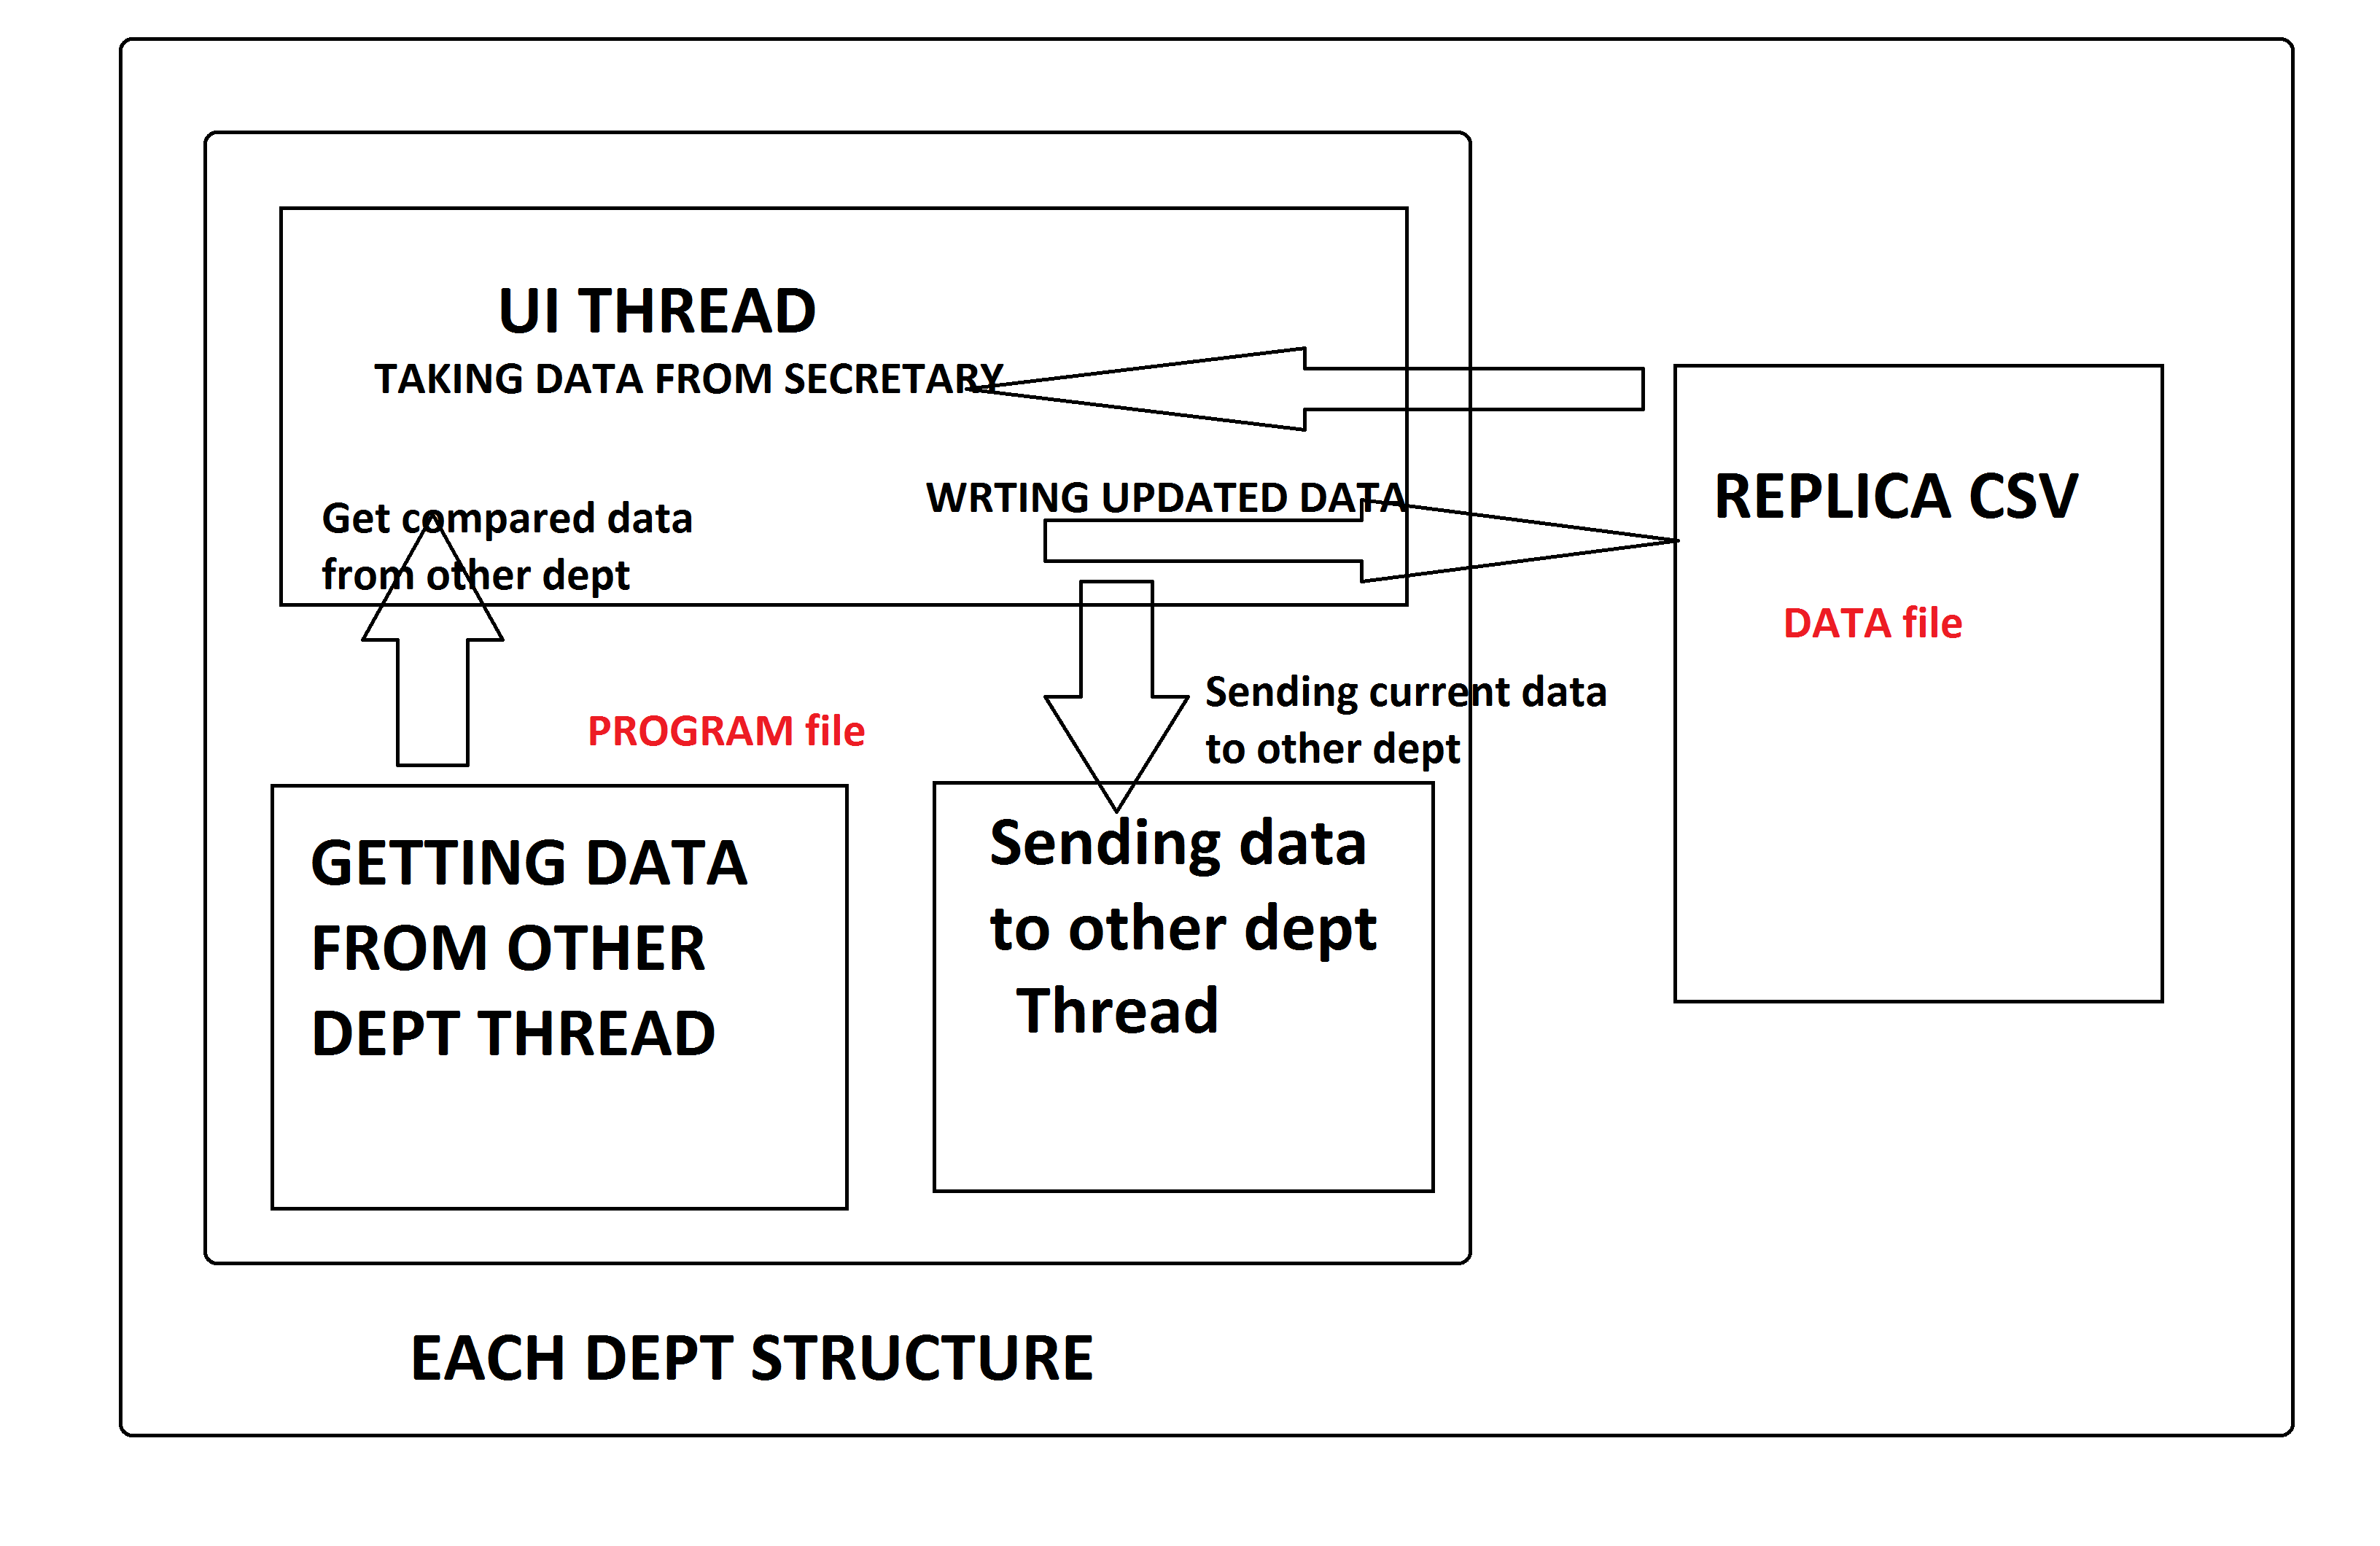 UI THREAD
TAKING DATA FROM SECRETARY
WRTING UPDATED DATA
Get compared data
from other dept
REPLICA CSV
DATA file
Sending current data
to other dept
PROGRAM file
GETTING DATA
FROM OTHER
DEPT THREAD
Sending data
to other dept
Thread
EACH DEPT STRUCTURE